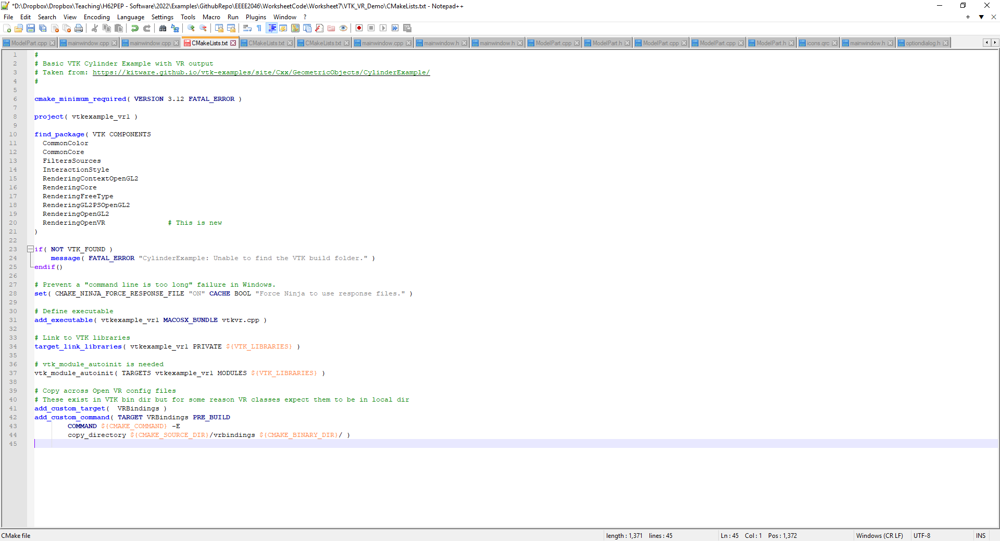 *D:\Dropbox\Dropbox\Teaching\H62PEP - Software\2022\Examples\GithubRepo\EEEE2046\WorksheetCode\Worksheet7\VTK_VR_Demo\CMakeLists.txt - Notepad++
File Edit Search View Encoding Language Settings Tools Macro Run Plugins Window ?
ModelPart.cpp mainwindow.cpp mainwindow.cpp CMakeLists.txt CMakeLists.txt CMakeLists.txt mainwindow.cpp mainwindow.h mainwindow.h ModelPart.cpp ModelPart.h ModelPart.cpp ModelPart.cpp ModelPart.h icons.qrc mainwindow.h optiondialog.h
1 #
2 # Basic VTK Cylinder Example with VR output
3 # Taken from: https://kitware.github.io/vtk-examples/site/Cxx/GeometricObjects/CylinderExample/
4 #
5
6 cmake_minimum_required( VERSION 3.12 FATAL_ERROR )
7
8 project( vtkexample_vr1 )
9
10 find_package( VTK COMPONENTS
11 CommonColor
12 CommonCore
13 FiltersSources
14 InteractionStyle
15 RenderingContextOpenGL2
16 RenderingCore
17 RenderingFreeType
18 RenderingGL2PSOpenGL2
19 RenderingOpenGL2
20 RenderingOpenVR # This is new
21 )
22
23 if( NOT VTK_FOUND )
24 message( FATAL_ERROR "CylinderExample: Unable to find the VTK build folder." )
25 endif()
26
27 # Prevent a "command line is too long" failure in Windows.
28 set( CMAKE_NINJA_FORCE_RESPONSE_FILE "ON" CACHE BOOL "Force Ninja to use response files." )
29
30 # Define executable
31 add_executable( vtkexample_vr1 MACOSX_BUNDLE vtkvr.cpp )
32
33 # Link to VTK libraries
34 target_link_libraries( vtkexample_vr1 PRIVATE ${VTK_LIBRARIES} )
35
36 # vtk_module_autoinit is needed
37 vtk_module_autoinit( TARGETS vtkexample_vr1 MODULES ${VTK_LIBRARIES} )
38
39 # Copy across Open VR config files
40 # These exist in VTK bin dir but for some reason VR classes expect them to be in local dir
41 add_custom_target( VRBindings )
42 add_custom_command( TARGET VRBindings PRE_BUILD
43 COMMAND ${CMAKE_COMMAND} -E
44 copy_directory ${CMAKE_SOURCE_DIR}/vrbindings ${CMAKE_BINARY_DIR}/ )
45
CMake file length : 1,371 lines : 45 Ln : 45 Col : 1 Pos : 1,372 Windows (CR LF) UTF-8 INS